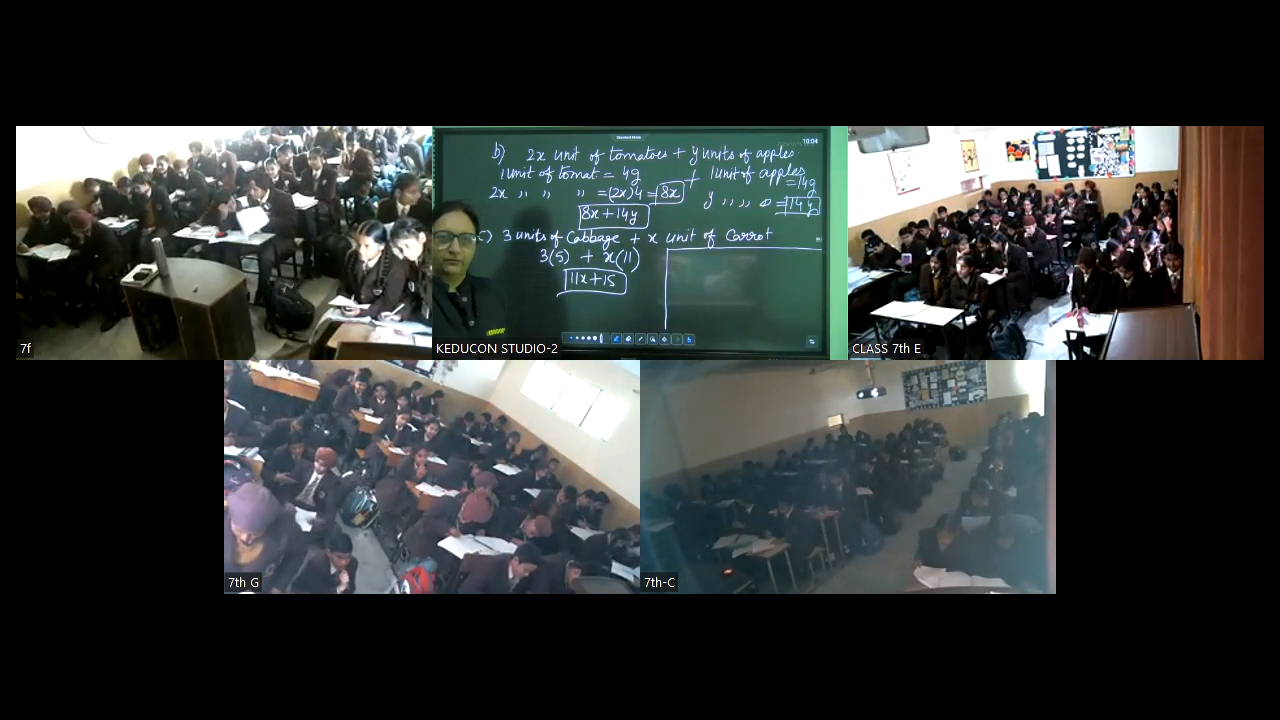 Standard Mode
10:04
b) 2x unit of tomatoes + y units of apples.
1 unit of tomat = 4g + 1 unit of apples = 14g
2x " " " = (2x)4 = 8x y " " " = 14y
8x + 14y
c) 3 units of Cabbage + x unit of Carrot
3(5) + x(11)
11x + 15
7f
KEDUCON STUDIO-2
CLASS 7th E
7th G
7th-C